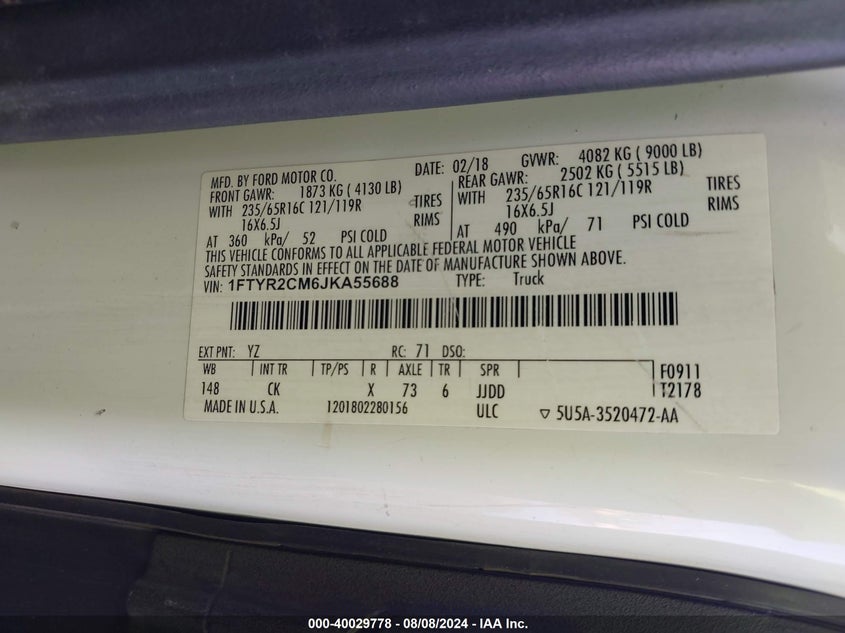 MFD. BY FORD MOTOR CO. DATE: 02/18 GVWR: 4082 KG ( 9000 LB)
FRONT GAWR: 1873 KG ( 4130 LB) REAR GAWR: 2502 KG ( 5515 LB)
WITH 235/65R16C 121/119R TIRES WITH 235/65R16C 121/119R TIRES
16X6.5J RIMS 16X6.5J RIMS
AT 360 kPa/ 52 PSI COLD AT 490 kPa/ 71 PSI COLD
THIS VEHICLE CONFORMS TO ALL APPLICABLE FEDERAL MOTOR VEHICLE
SAFETY STANDARDS IN EFFECT ON THE DATE OF MANUFACTURE SHOWN ABOVE.
VIN: 1FTYR2CM6JKA55688 TYPE: Truck
EXT PNT: YZ RC: 71 DSO:
WB INT TR TP/PS R AXLE TR SPR F0911
148 CK X 73 6 JJDD T2178
MADE IN U.S.A. 1201802280156 ULC ▽ 5U5A-3520472-AA
000-40029778 - 08/08/2024 - IAA Inc.